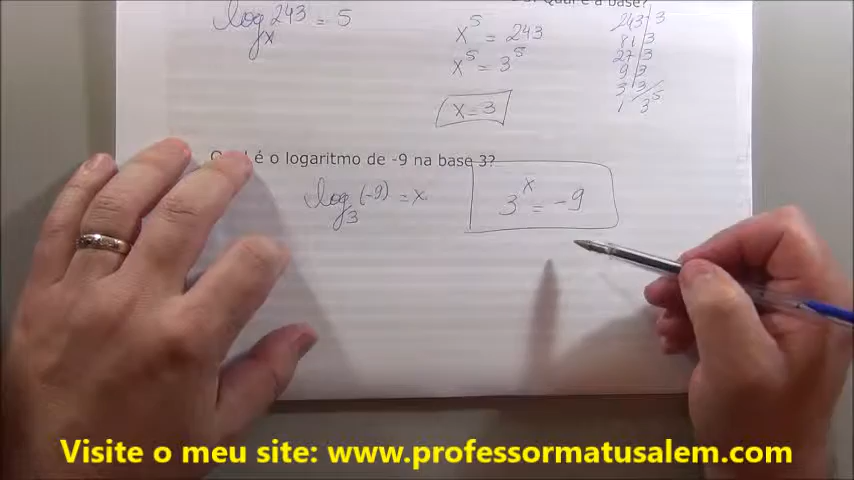 Qual é a base?
log_x 243 = 5
x^5 = 243
x^5 = 3^5
x = 3
243 | 3
81 | 3
27 | 3
9 | 3
3 | 3
1 3^5
é o logaritmo de -9 na base 3?
log_3 (-9) = x
3^x = -9
Visite o meu site: www.professormatusalem.com